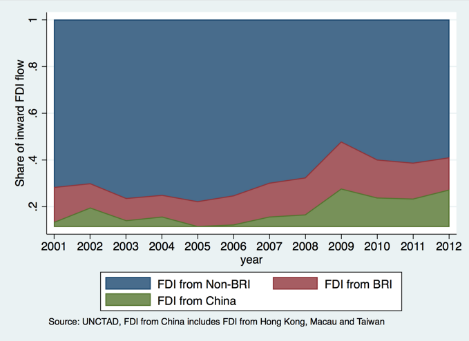 Share of inward FDI flow
1
.8
.6
.4
.2
2001 2002 2003 2004 2005 2006 2007 2008 2009 2010 2011 2012
year
FDI from Non-BRI FDI from BRI
FDI from China
Source: UNCTAD, FDI from China includes FDI from Hong Kong, Macau and Taiwan